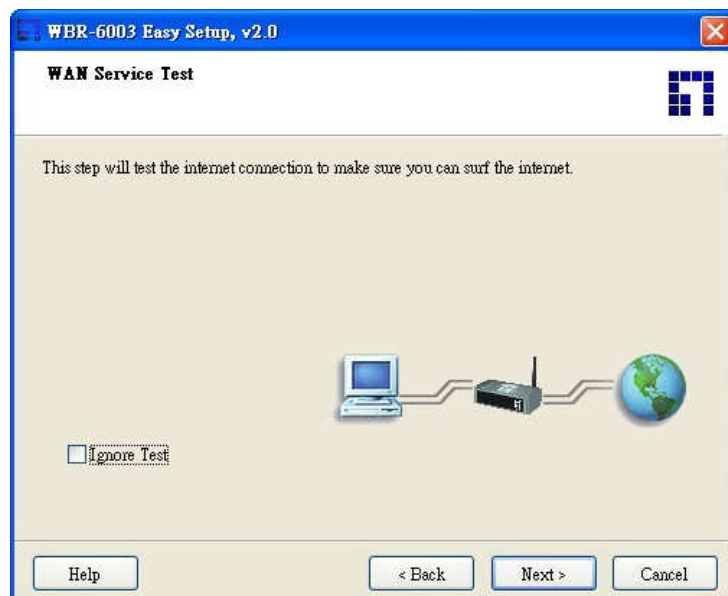 WBR-6003 Easy Setup, v2.0
WAN Service Test
This step will test the internet connection to make sure you can surf the internet.
Ignore Test
Help
< Back
Next >
Cancel